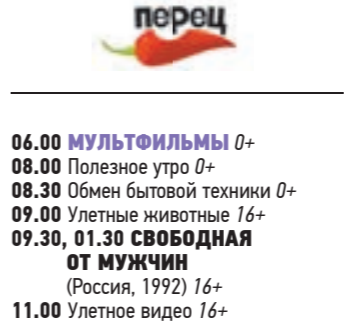 перец
06.00 МУЛЬТФИЛЬМЫ 0+
08.00 Полезное утро 0+
08.30 Обмен бытовой техники 0+
09.00 Улетные животные 16+
09.30, 01.30 СВОБОДНАЯ
ОТ МУЖЧИН
(Россия, 1992) 16+
11.00 Улетное видео 16+